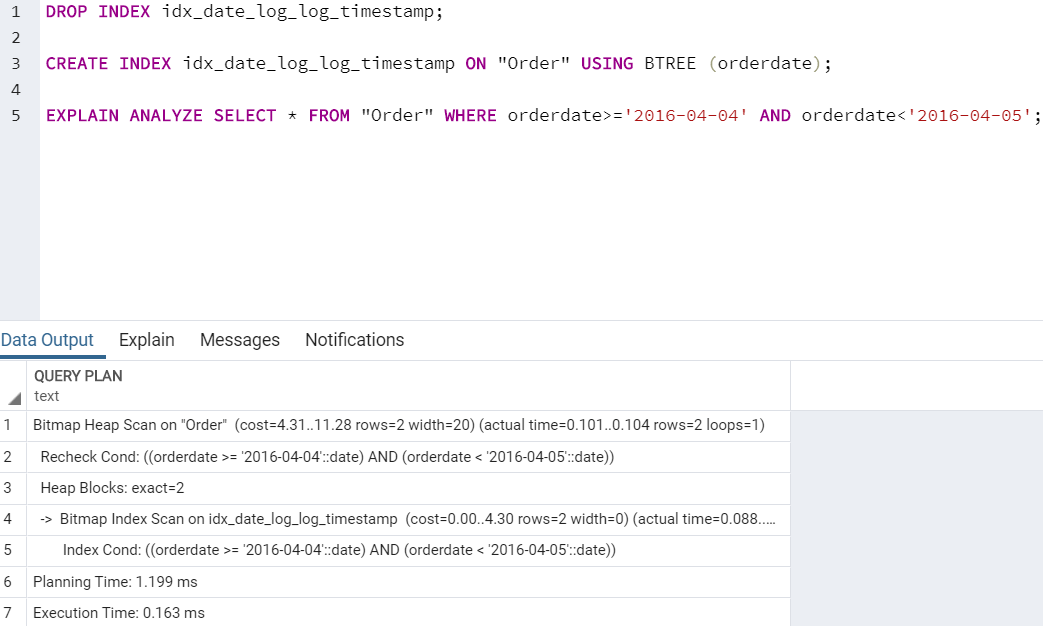 1 DROP INDEX idx_date_log_log_timestamp;
2
3 CREATE INDEX idx_date_log_log_timestamp ON "Order" USING BTREE (orderdate);
4
5 EXPLAIN ANALYZE SELECT * FROM "Order" WHERE orderdate>='2016-04-04' AND orderdate<'2016-04-05';
Data Output Explain Messages Notifications
QUERY PLAN
text
1 Bitmap Heap Scan on "Order" (cost=4.31..11.28 rows=2 width=20) (actual time=0.101..0.104 rows=2 loops=1)
2 Recheck Cond: ((orderdate >= '2016-04-04'::date) AND (orderdate < '2016-04-05'::date))
3 Heap Blocks: exact=2
4 -> Bitmap Index Scan on idx_date_log_log_timestamp (cost=0.00..4.30 rows=2 width=0) (actual time=0.088..…
5 Index Cond: ((orderdate >= '2016-04-04'::date) AND (orderdate < '2016-04-05'::date))
6 Planning Time: 1.199 ms
7 Execution Time: 0.163 ms